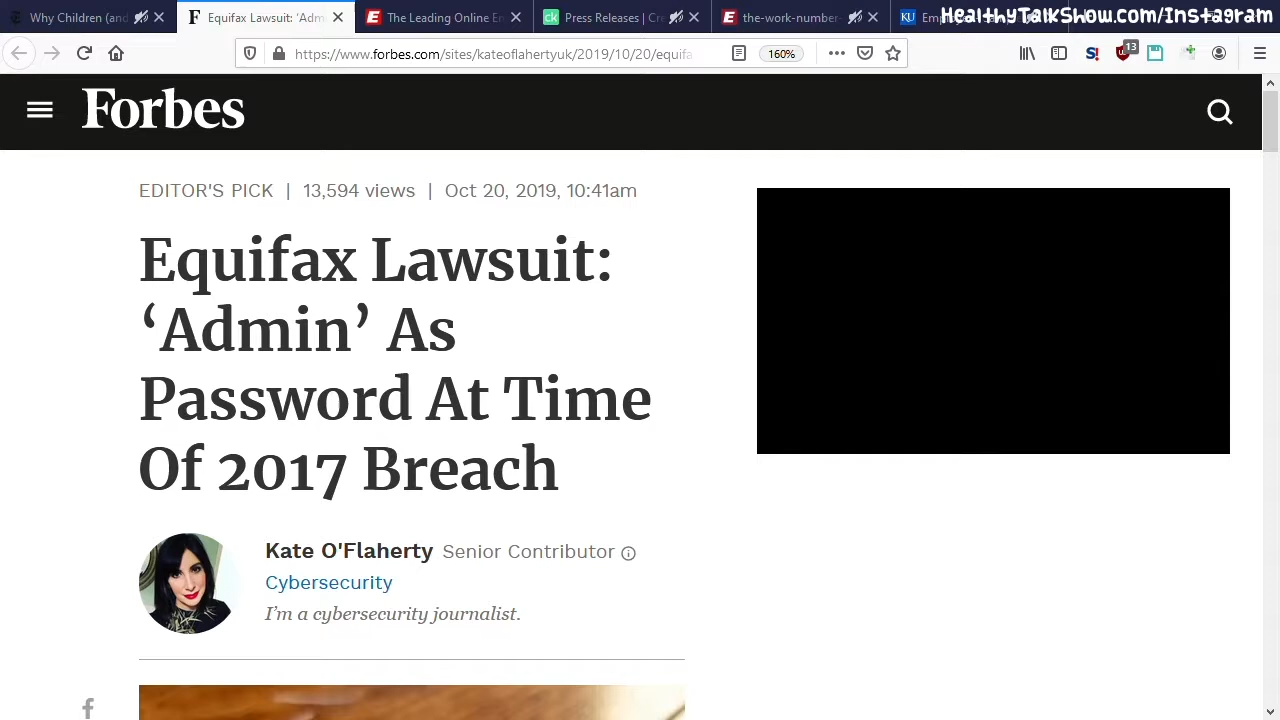 Why Children (and
Equifax Lawsuit: ‘Adm
The Leading Online En
Press Releases | Cre
the-work-number-
HealthyTalkShow.com/Instagram
https://www.forbes.com/sites/kateoflahertyuk/2019/10/20/equifa
160%
13
Forbes
EDITOR'S PICK | 13,594 views | Oct 20, 2019, 10:41am
Equifax Lawsuit:
‘Admin’ As
Password At Time
Of 2017 Breach
Kate O'Flaherty Senior Contributor
Cybersecurity
I’m a cybersecurity journalist.